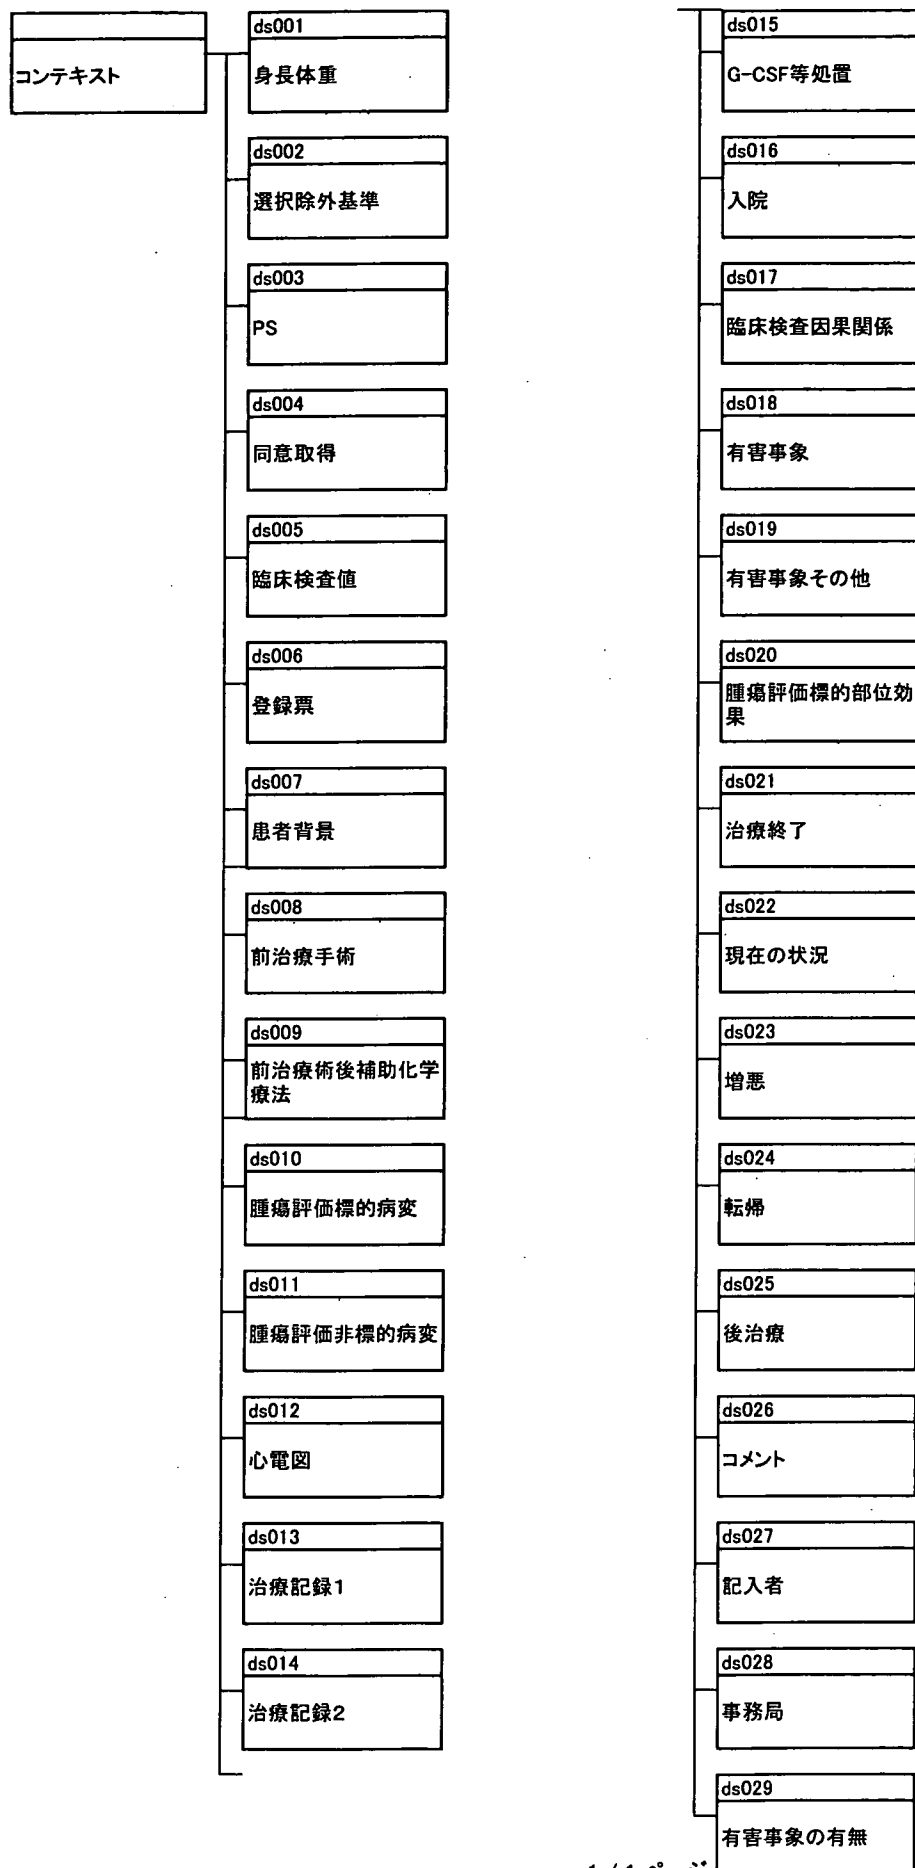 コンテキスト
ds001
身長体重
ds002
選択除外基準
ds003
PS
ds004
同意取得
ds005
臨床検査値
ds006
登録票
ds007
患者背景
ds008
前治療手術
ds009
前治療術後補助化学
療法
ds010
腫瘍評価標的病変
ds011
腫瘍評価非標的病変
ds012
心電図
ds013
治療記録1
ds014
治療記録2
ds015
G-CSF等処置
ds016
入院
ds017
臨床検査因果関係
ds018
有害事象
ds019
有害事象その他
ds020
腫瘍評価標的部位効
果
ds021
治療終了
ds022
現在の状況
ds023
増悪
ds024
転帰
ds025
後治療
ds026
コメント
ds027
記入者
ds028
事務局
ds029
有害事象の有無
1 / 1 ページ